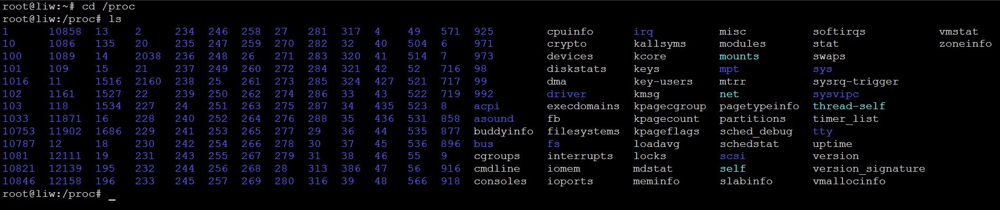 root@liw:~# cd /proc
root@liw:/proc# ls
1 10858 13 2 234 246 258 27 281 317 4 49 571 925 cpuinfo irq misc softirqs vmstat
10 1086 135 20 235 247 259 270 282 32 40 504 6 971 crypto kallsyms modules stat zoneinfo
100 1089 14 2038 236 248 26 271 283 320 41 514 7 973 devices kcore mounts swaps
101 109 15 21 237 249 260 272 284 321 42 52 716 98 diskstats keys mpt sys
1016 11 1516 2160 238 25 261 273 285 324 427 521 717 99 dma key-users mtrr sysrq-trigger
102 1161 1527 22 239 250 262 274 286 33 43 522 719 992 driver kmsg net sysvipc
103 118 1534 227 24 251 263 275 287 34 435 523 8 acpi execdomains kpagecgroup pagetypeinfo thread-self
1033 11871 16 228 240 252 264 276 288 35 436 531 858 asound fb kpagecount partitions timer_list
10753 11902 1686 229 241 253 265 277 29 36 44 535 877 buddyinfo filesystems kpageflags sched_debug tty
10787 12 18 230 242 254 266 278 30 37 45 536 896 bus fs loadavg schedstat uptime
1081 12111 19 231 243 255 267 279 31 38 46 55 9 cgroups interrupts locks scsi version
10821 12139 195 232 244 256 268 28 313 386 47 56 916 cmdline iomem mdstat self version_signature
10846 12158 196 233 245 257 269 280 316 39 48 566 918 consoles ioports meminfo slabinfo vmallocinfo
root@liw:/proc# _